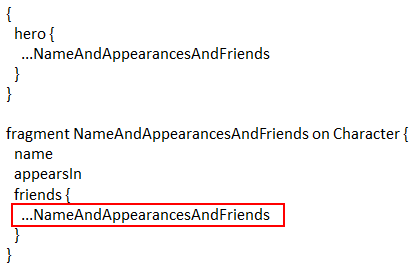 {
  hero {
    ...NameAndAppearancesAndFriends
  }
}

fragment NameAndAppearancesAndFriends on Character {
  name
  appearsIn
  friends {
    ...NameAndAppearancesAndFriends
  }
}